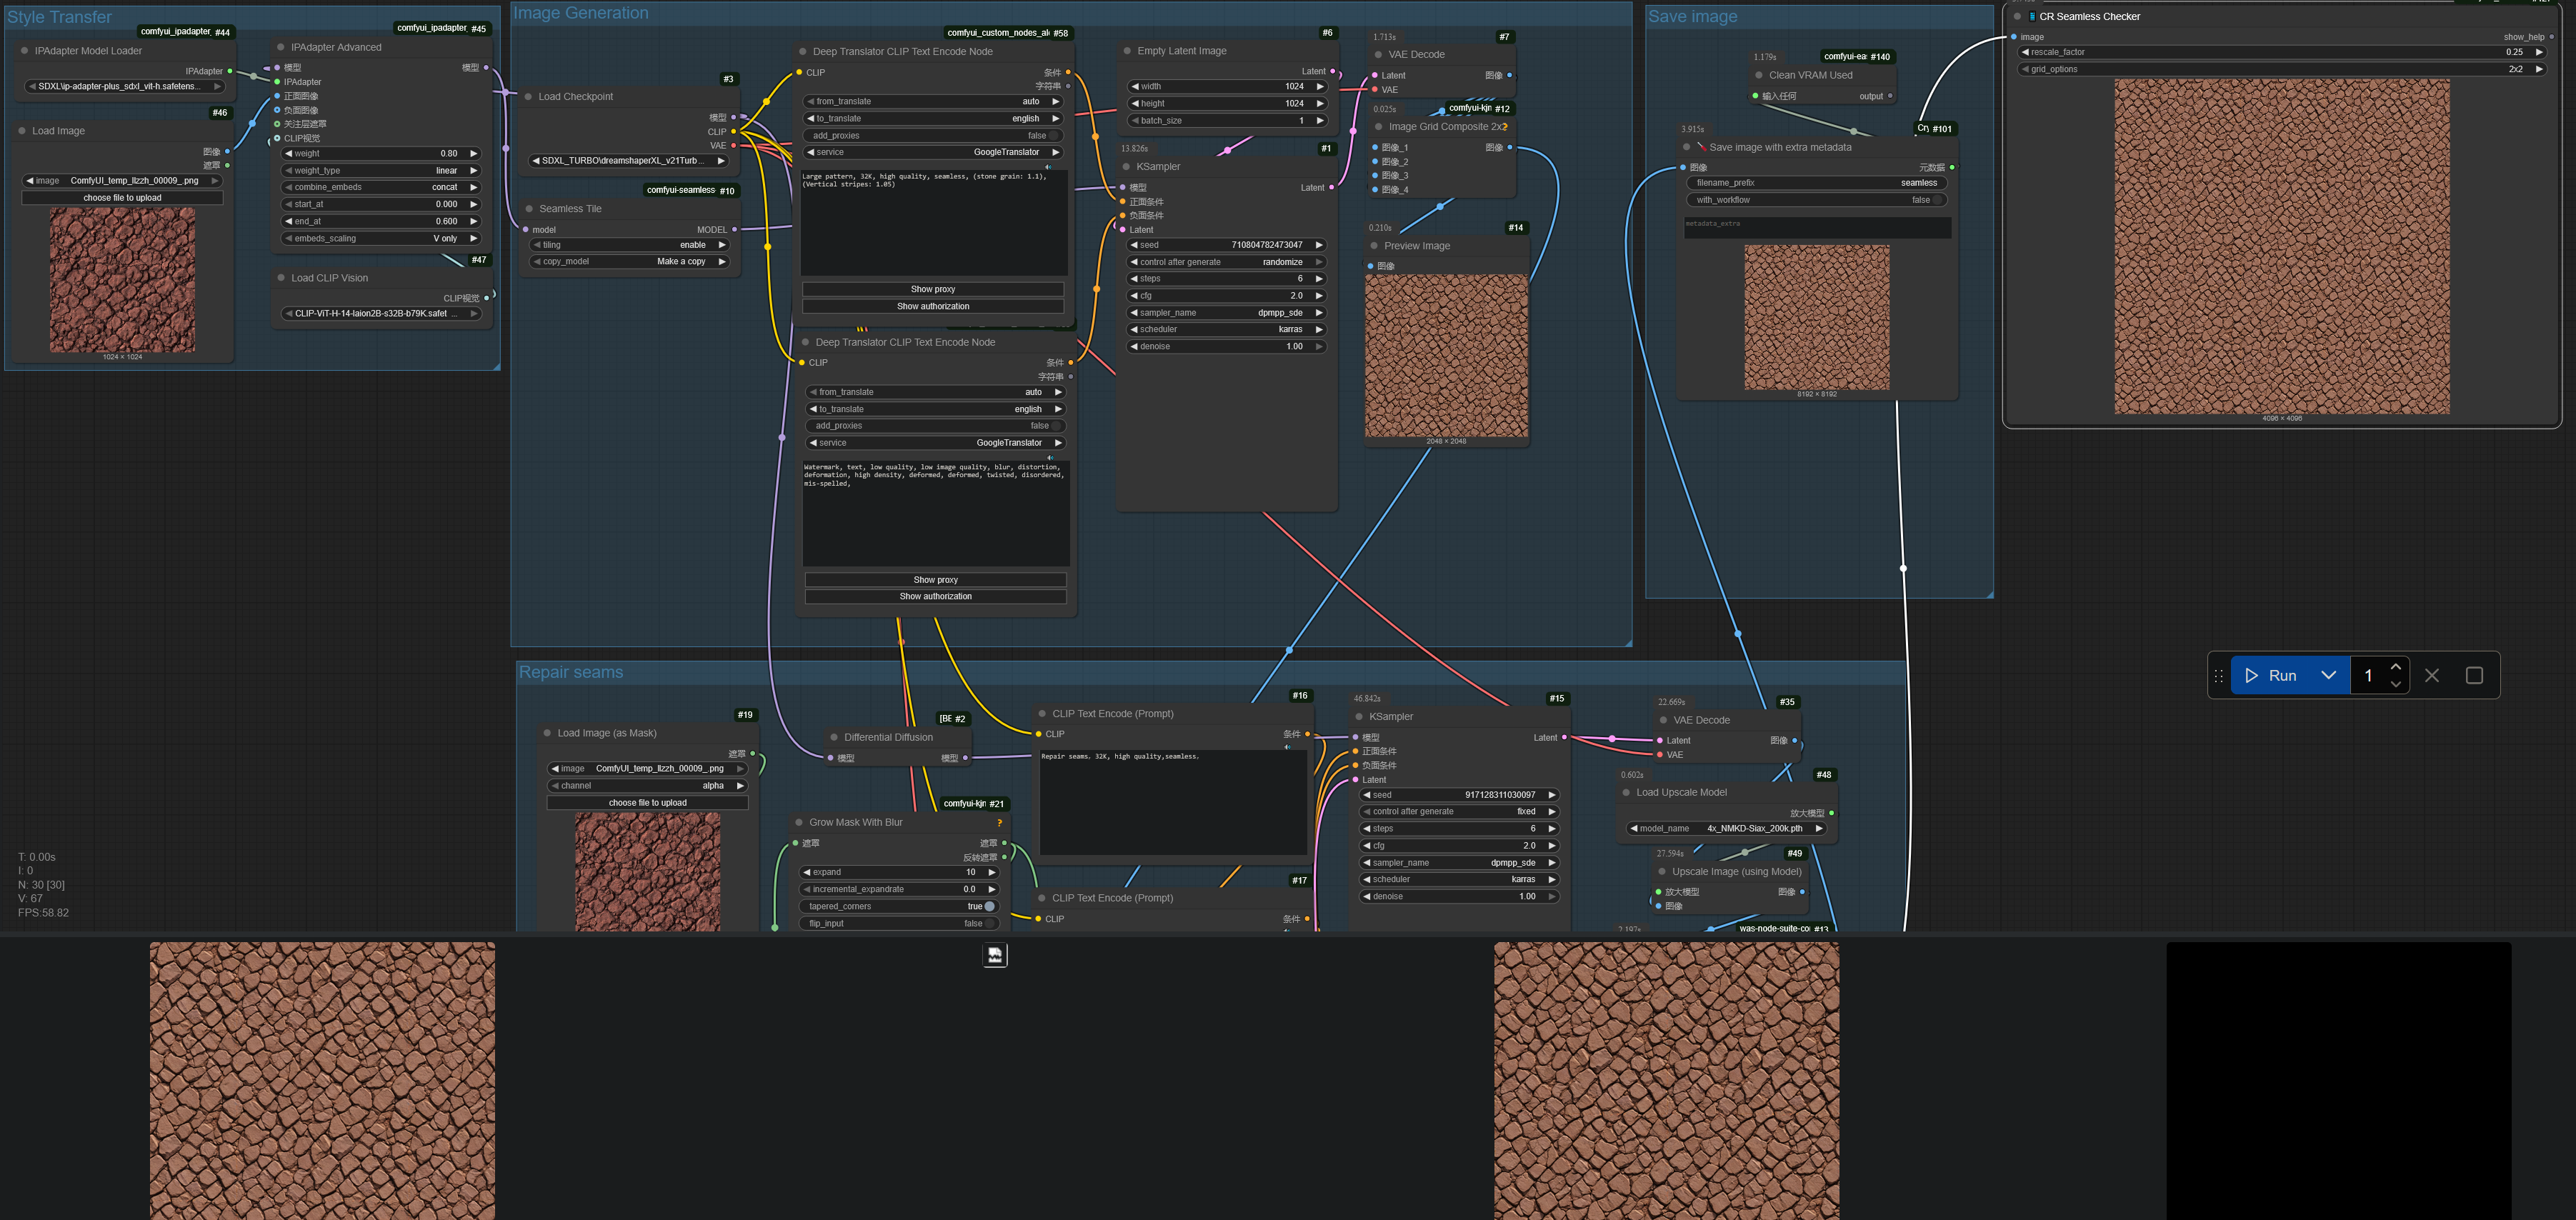 Style Transfer
comfyui_ipadapter_ #44
IPAdapter Model Loader
IPAdapter
SDXL\ip-adapter-plus_sdxl_vit-h.safetens...
#46
Load Image
图像
遮罩
image ComfyUI_temp_llzzh_00009_.png
choose file to upload
1024 × 1024
comfyui_ipadapter_ #45
IPAdapter Advanced
模型 模型
IPAdapter
正面图像
负面图像
关注层遮罩
CLIP视觉
weight 0.80
weight_type linear
combine_embeds concat
start_at 0.000
end_at 0.600
embeds_scaling V only
#47
Load CLIP Vision
CLIP视觉
CLIP-ViT-H-14-laion2B-s32B-b79K.safet ...
Image Generation
#3
Load Checkpoint
模型
CLIP
VAE
SDXL_TURBO\dreamshaperXL_v21Turb ...
comfyui-seamless- #10
Seamless Tile
model MODEL
tiling enable
copy_model Make a copy
comfyui_custom_nodes_al #58
Deep Translator CLIP Text Encode Node
CLIP 条件
字符串
from_translate auto
to_translate english
add_proxies false
service GoogleTranslator
Large pattern, 32K, high quality, seamless, (stone grain: 1.1),
(Vertical stripes: 1.05)
Show proxy
Show authorization
Deep Translator CLIP Text Encode Node
CLIP 条件
字符串
from_translate auto
to_translate english
add_proxies false
service GoogleTranslator
Watermark, text, low quality, low image quality, blur, distortion,
deformation, high density, deformed, deformed, twisted, disordered,
mis-spelled,
Show proxy
Show authorization
#6
Empty Latent Image
Latent
width 1024
height 1024
batch_size 1
13.826s #1
KSampler
模型 Latent
正面条件
负面条件
Latent
seed 710804782473047
control after generate randomize
steps 6
cfg 2.0
sampler_name dpmpp_sde
scheduler karras
denoise 1.00
1.713s #7
VAE Decode
Latent 图像
VAE
0.025s comfyui-kjn #12
Image Grid Composite 2x2
图像_1 图像
图像_2
图像_3
图像_4
0.210s #14
Preview Image
图像
2048 × 2048
Save image
1.179s comfyui-ea #140
Clean VRAM Used
输入任何 output
3.915s #101
Save image with extra metadata
图像 元数据
filename_prefix seamless
with_workflow false
metadata_extra
8192 × 8192
CR Seamless Checker
image show_help
rescale_factor 0.25
grid_options 2x2
4096 × 4096
Run 1
Repair seams
#19
Load Image (as Mask)
遮罩
image ComfyUI_temp_llzzh_00009_.png
channel alpha
choose file to upload
[BE #2
Differential Diffusion
模型 模型
comfyui-kjn #21
Grow Mask With Blur ?
遮罩 遮罩
反转遮罩
expand 10
incremental_expandrate 0.0
tapered_corners true
flip_input false
#16
CLIP Text Encode (Prompt)
CLIP 条件
Repair seams, 32K, high quality,seamless.
#17
CLIP Text Encode (Prompt)
CLIP 条件
46.842s #15
KSampler
模型 Latent
正面条件
负面条件
Latent
seed 917128311030097
control after generate fixed
steps 6
cfg 2.0
sampler_name dpmpp_sde
scheduler karras
denoise 1.00
22.669s #35
VAE Decode
Latent 图像
VAE
0.602s #48
Load Upscale Model
放大模型
model_name 4x_NMKD-Siax_200k.pth
27.594s #49
Upscale Image (using Model)
放大模型 图像
图像
2.197s was-node-suite-co #13
T: 0.00s
I: 0
N: 30 [30]
V: 67
FPS:58.82